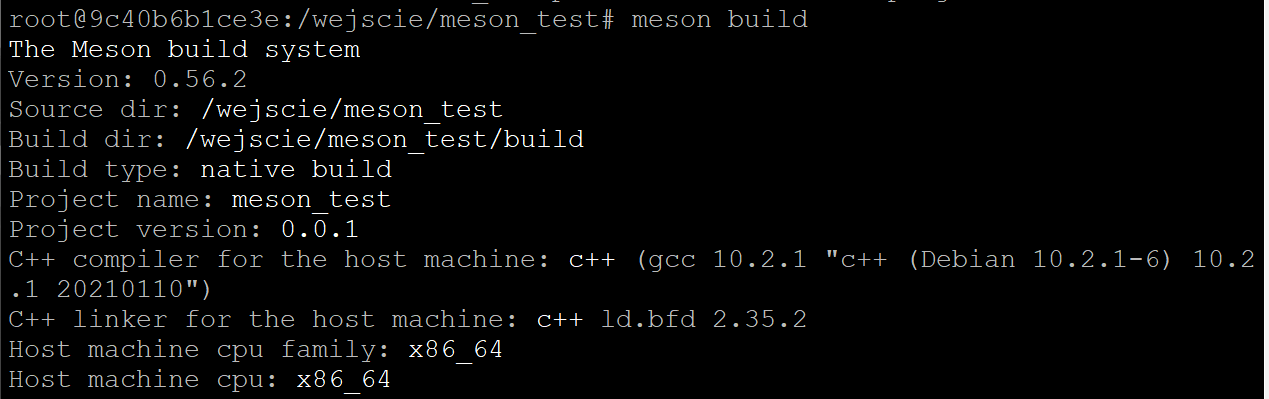 root@9c40b6b1ce3e:/wejscie/meson_test# meson build
The Meson build system
Version: 0.56.2
Source dir: /wejscie/meson_test
Build dir: /wejscie/meson_test/build
Build type: native build
Project name: meson_test
Project version: 0.0.1
C++ compiler for the host machine: c++ (gcc 10.2.1 "c++ (Debian 10.2.1-6) 10.2
.1 20210110")
C++ linker for the host machine: c++ ld.bfd 2.35.2
Host machine cpu family: x86_64
Host machine cpu: x86_64